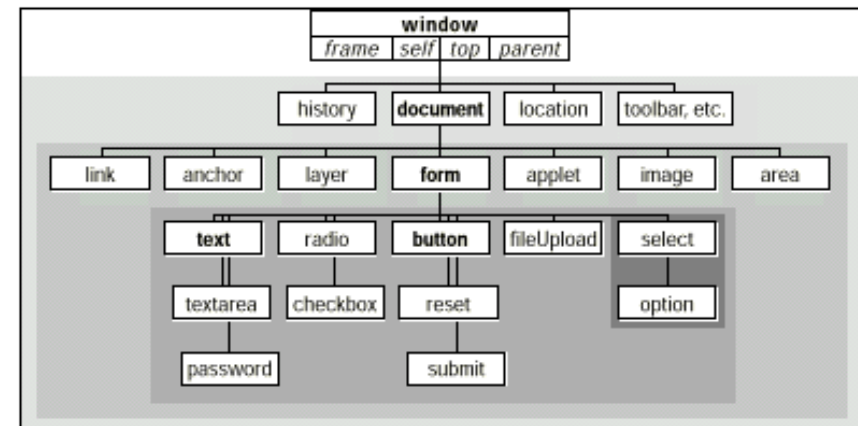 window
frame self top parent
history document location toolbar, etc.
link anchor layer form applet image area
text radio button fileUpload select
textarea checkbox reset option
password submit